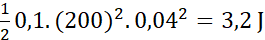 ½ 0,1. (200)². 0,04² = 3,2 J